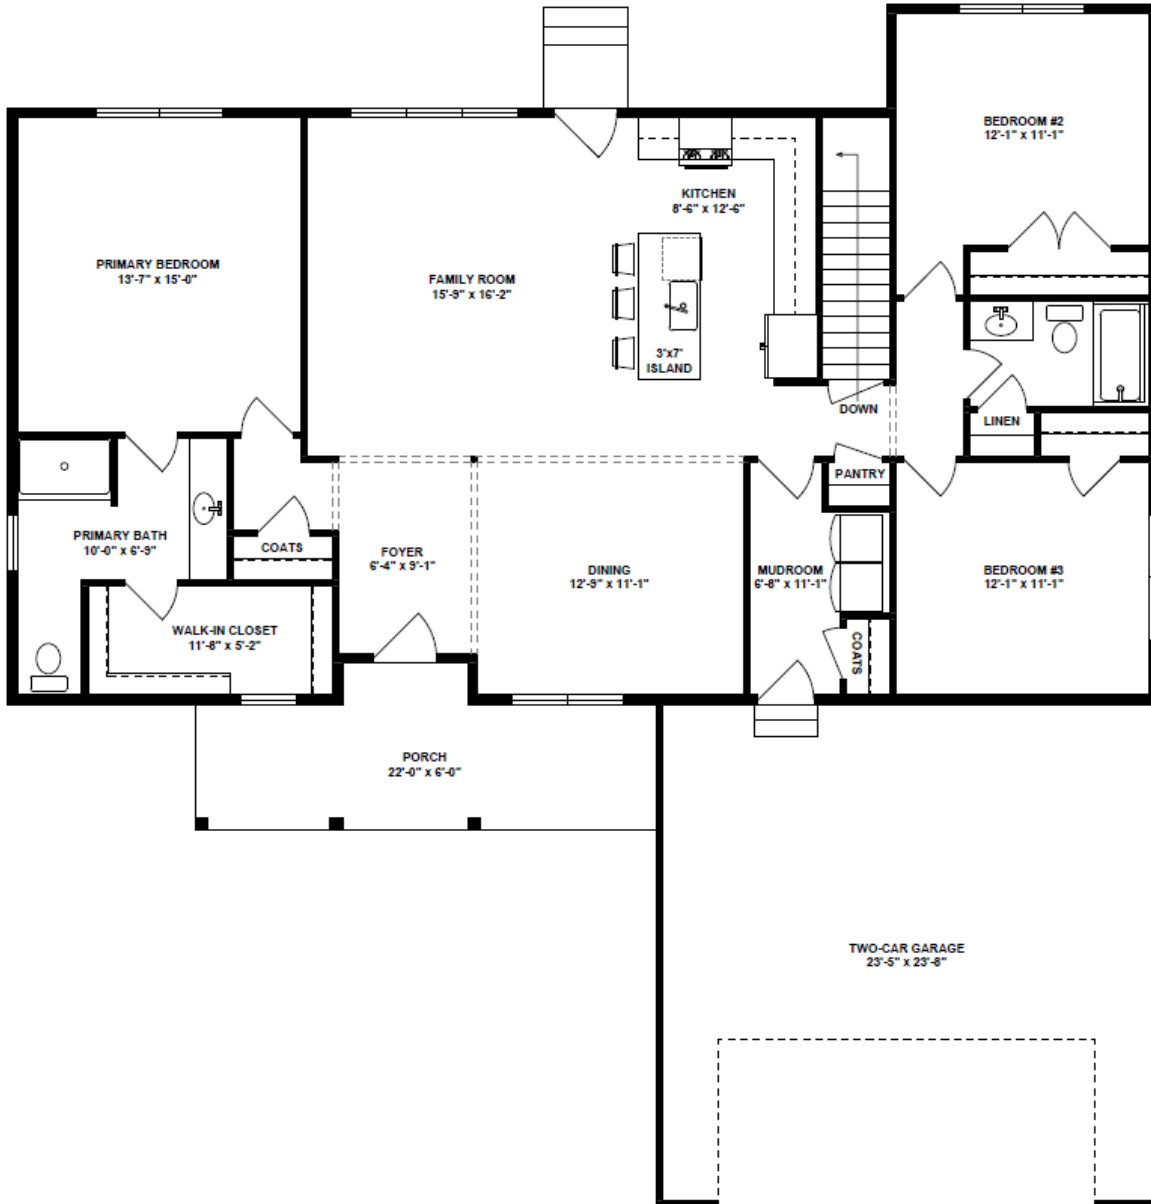 BEDROOM #2
12'-1" x 11'-1"
KITCHEN
8'-6" x 12'-6"
PRIMARY BEDROOM
13'-7" x 15'-0"
FAMILY ROOM
15'-9" x 16'-2"
3'x7'
ISLAND
DOWN
LINEN
PANTRY
PRIMARY BATH
10'-0" x 6'-9"
COATS
FOYER
6'-4" x 9'-1"
DINING
12'-9" x 11'-1"
MUDROOM
6'-8" x 11'-1"
BEDROOM #3
12'-1" x 11'-1"
WALK-IN CLOSET
11'-8" x 5'-2"
COATS
PORCH
22'-0" x 6'-0"
TWO-CAR GARAGE
23'-5" x 23'-8"